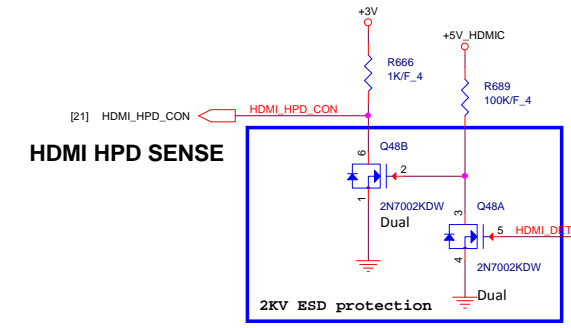 +3V
+5V_HDMIC
R666
1K/F_4
R689
100K/F_4
[21] HDMI_HPD_CON
HDMI_HPD_CON
HDMI HPD SENSE
6
Q48B
2
1
2N7002KDW
Dual
3
Q48A
5
HDMI_DET
4
2N7002KDW
Dual
2KV ESD protection